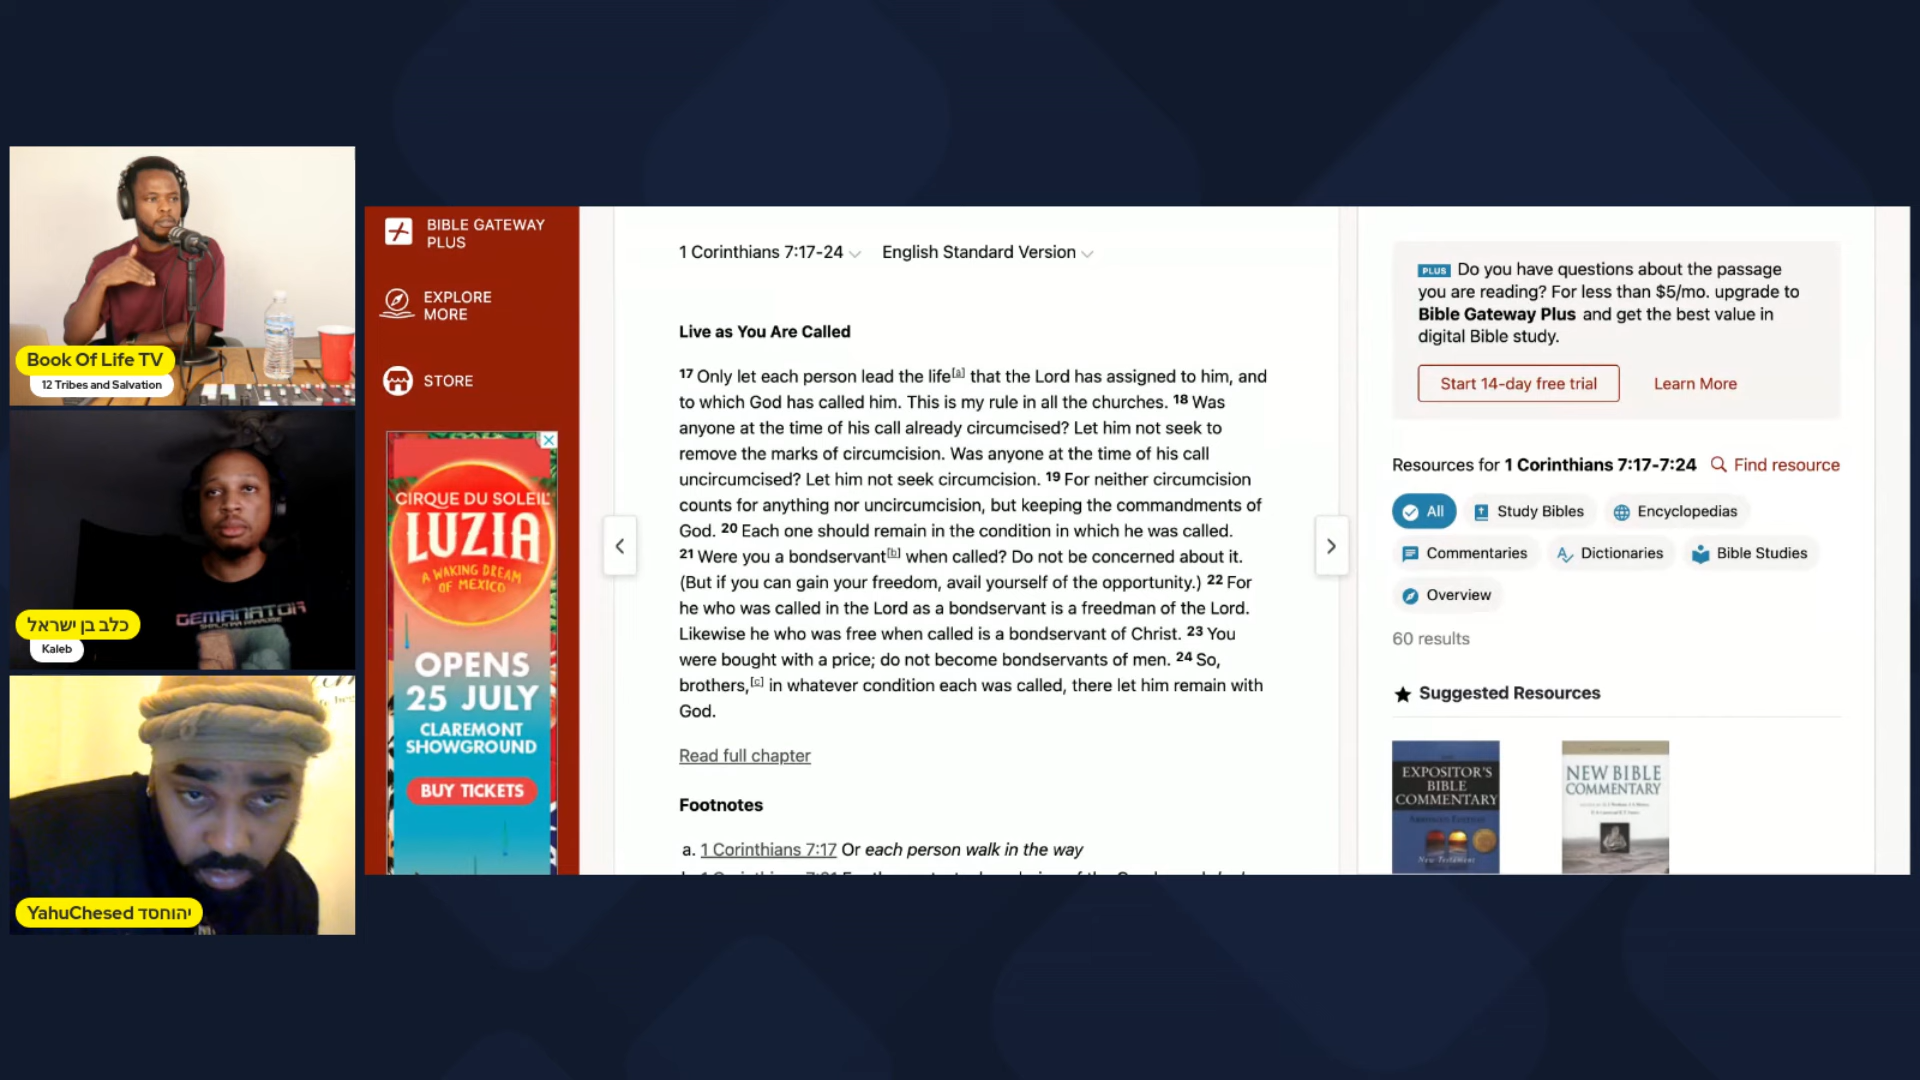 Book Of Life TV
12 Tribes and Salvation
GEMANATOR
כלב בן ישראל
Kaleb
YahuChesed יהוחסד
BIBLE GATEWAY
PLUS
EXPLORE
MORE
STORE
CIRQUE DU SOLEIL
LUZIA
A WAKING DREAM
OF MEXICO
OPENS
25 JULY
CLAREMONT
SHOWGROUND
BUY TICKETS
1 Corinthians 7:17-24 English Standard Version
Live as You Are Called
17 Only let each person lead the life[a] that the Lord has assigned to him, and
to which God has called him. This is my rule in all the churches. 18 Was
anyone at the time of his call already circumcised? Let him not seek to
remove the marks of circumcision. Was anyone at the time of his call
uncircumcised? Let him not seek circumcision. 19 For neither circumcision
counts for anything nor uncircumcision, but keeping the commandments of
God. 20 Each one should remain in the condition in which he was called.
21 Were you a bondservant[b] when called? Do not be concerned about it.
(But if you can gain your freedom, avail yourself of the opportunity.) 22 For
he who was called in the Lord as a bondservant is a freedman of the Lord.
Likewise he who was free when called is a bondservant of Christ. 23 You
were bought with a price; do not become bondservants of men. 24 So,
brothers,[c] in whatever condition each was called, there let him remain with
God.
Read full chapter
Footnotes
a. 1 Corinthians 7:17 Or each person walk in the way
PLUS Do you have questions about the passage
you are reading? For less than $5/mo. upgrade to
Bible Gateway Plus and get the best value in
digital Bible study.
Start 14-day free trial Learn More
Resources for 1 Corinthians 7:17-7:24 Find resource
All Study Bibles Encyclopedias
Commentaries Dictionaries Bible Studies
Overview
60 results
Suggested Resources
EXPOSITOR'S
BIBLE
COMMENTARY
New Testament
NEW BIBLE
COMMENTARY